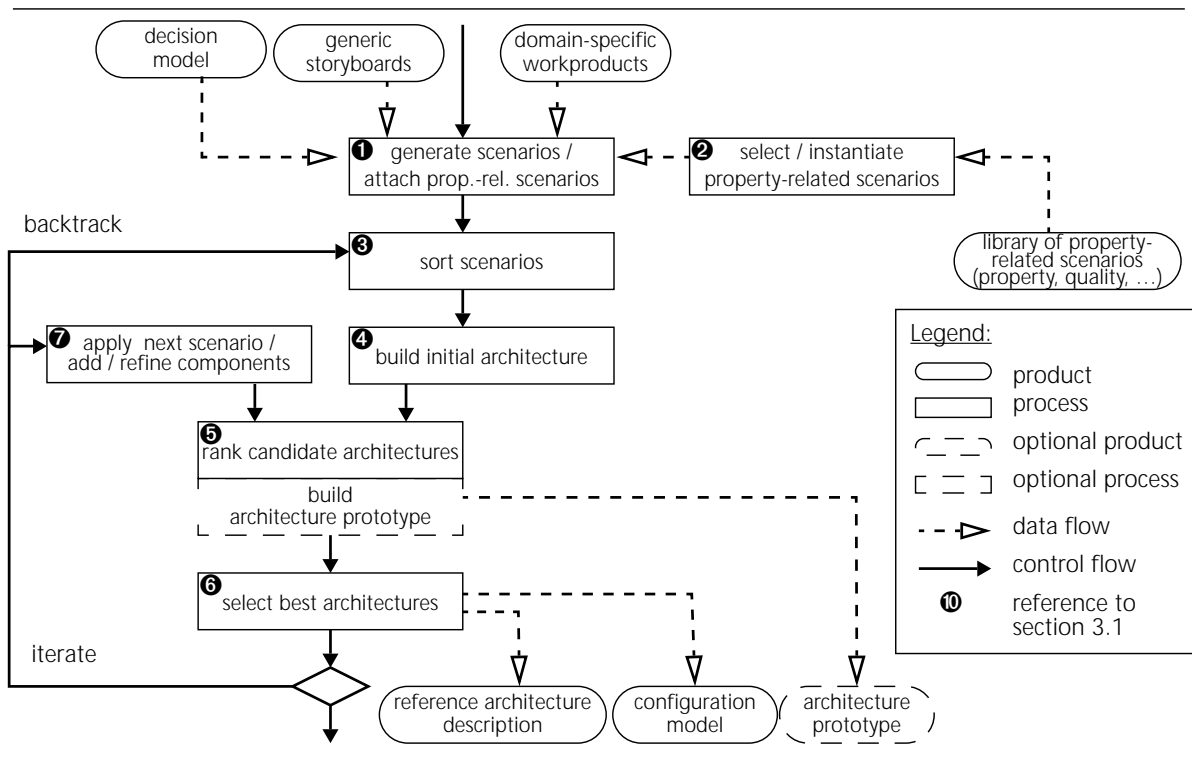 decision
model
generic
storyboards
domain-specific
workproducts
❶ generate scenarios /
attach prop.-rel. scenarios
❷ select / instantiate
property-related scenarios
backtrack
❸ sort scenarios
library of property-
related scenarios
(property, quality, …)
❼ apply next scenario /
add / refine components
❹ build initial architecture
❺ rank candidate architectures
build
architecture prototype
❻ select best architectures
iterate
reference architecture
description
configuration
model
architecture
prototype
Legend:
product
process
optional product
optional process
data flow
control flow
❿ reference to
section 3.1